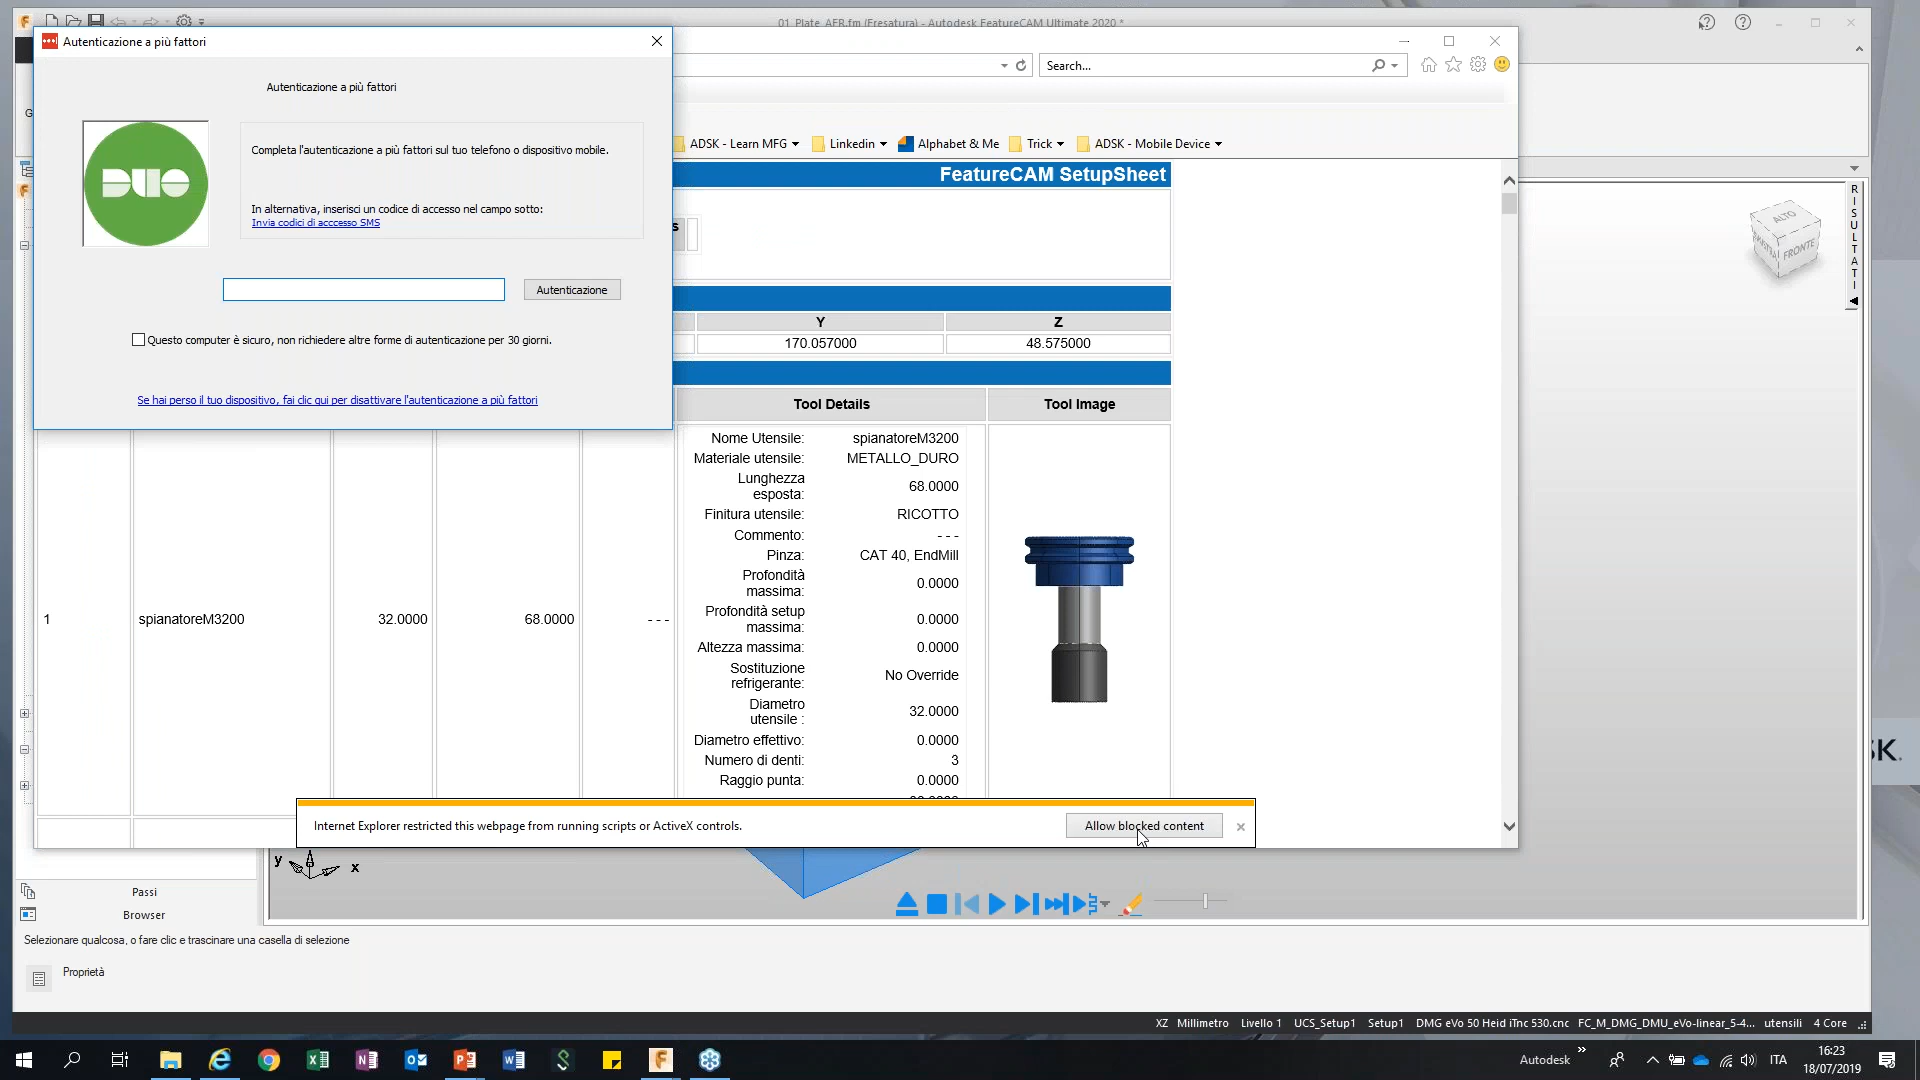 01_Plate_AFR.fm (Fresatura) - Autodesk FeatureCAM Ultimate 2020 *
Autenticazione a più fattori
Search...
Autenticazione a più fattori
G
DUO
Completa l'autenticazione a più fattori sul tuo telefono o dispositivo mobile.
In alternativa, inserisci un codice di accesso nel campo sotto:
Invia codici di acccesso SMS
Autenticazione
Questo computer è sicuro, non richiedere altre forme di autenticazione per 30 giorni.
Se hai perso il tuo dispositivo, fai clic qui per disattivare l'autenticazione a più fattori
ADSK - Learn MFG
Linkedin
Alphabet & Me
Trick
ADSK - Mobile Device
FeatureCAM SetupSheet
s
Y Z
170.057000 48.575000
Tool Details Tool Image
Nome Utensile: spianatoreM3200
Materiale utensile: METALLO_DURO
Lunghezza esposta: 68.0000
Finitura utensile: RICOTTO
Commento: - - -
Pinza: CAT 40, EndMill
Profondità massima: 0.0000
Profondità setup massima: 0.0000
Altezza massima: 0.0000
Sostituzione refrigerante: No Override
Diametro utensile : 32.0000
Diametro effettivo: 0.0000
Numero di denti: 3
Raggio punta: 0.0000
1 spianatoreM3200 32.0000 68.0000 - - -
Internet Explorer restricted this webpage from running scripts or ActiveX controls.
Allow blocked content
ALTO
FRONTE
RISULTATI
SK.
y x
Passi
Browser
Selezionare qualcosa, o fare clic e trascinare una casella di selezione
Proprietà
XZ Millimetro Livello 1 UCS_Setup1 Setup1 DMG eVo 50 Heid iTnc 530.cnc FC_M_DMG_DMU_eVo-linear_5-4... utensili 4 Core
Autodesk
ITA
16:23
18/07/2019